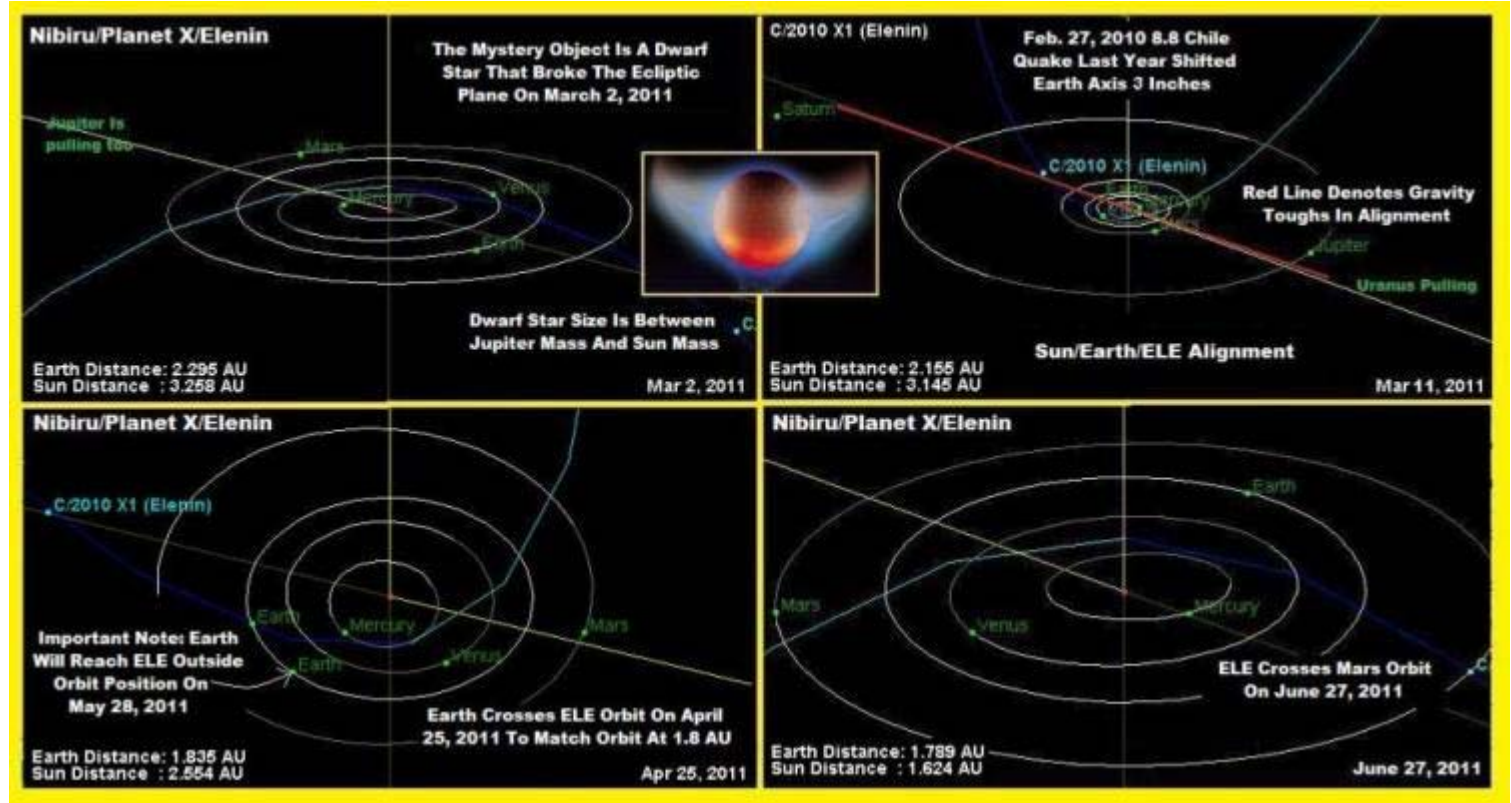 Nibiru/Planet X/Elenin
The Mystery Object Is A Dwarf
Star That Broke The Ecliptic
Plane On March 2, 2011
Jupiter Is
pulling too
Mars
Mercury
Venus
Earth
Dwarf Star Size Is Between
Jupiter Mass And Sun Mass
C/
Earth Distance: 2.295 AU
Sun Distance : 3.258 AU
Mar 2, 2011
C/2010 X1 (Elenin)
Feb. 27, 2010 8.8 Chile
Quake Last Year Shifted
Earth Axis 3 Inches
Saturn
C/2010 X1 (Elenin)
Earth
Mercury
Red Line Denotes Gravity
Toughs In Alignment
Jupiter
Uranus Pulling
Sun/Earth/ELE Alignment
Earth Distance: 2.155 AU
Sun Distance : 3.145 AU
Mar 11, 2011
Nibiru/Planet X/Elenin
C/2010 X1 (Elenin)
Earth
Mercury
Mars
Venus
Earth
Important Note: Earth
Will Reach ELE Outside
Orbit Position On
May 28, 2011
Earth Crosses ELE Orbit On April
25, 2011 To Match Orbit At 1.8 AU
Earth Distance: 1.835 AU
Sun Distance : 2.554 AU
Apr 25, 2011
Nibiru/Planet X/Elenin
Earth
Mars
Mercury
Venus
C/
ELE Crosses Mars Orbit
On June 27, 2011
Earth Distance: 1.789 AU
Sun Distance : 1.624 AU
June 27, 2011